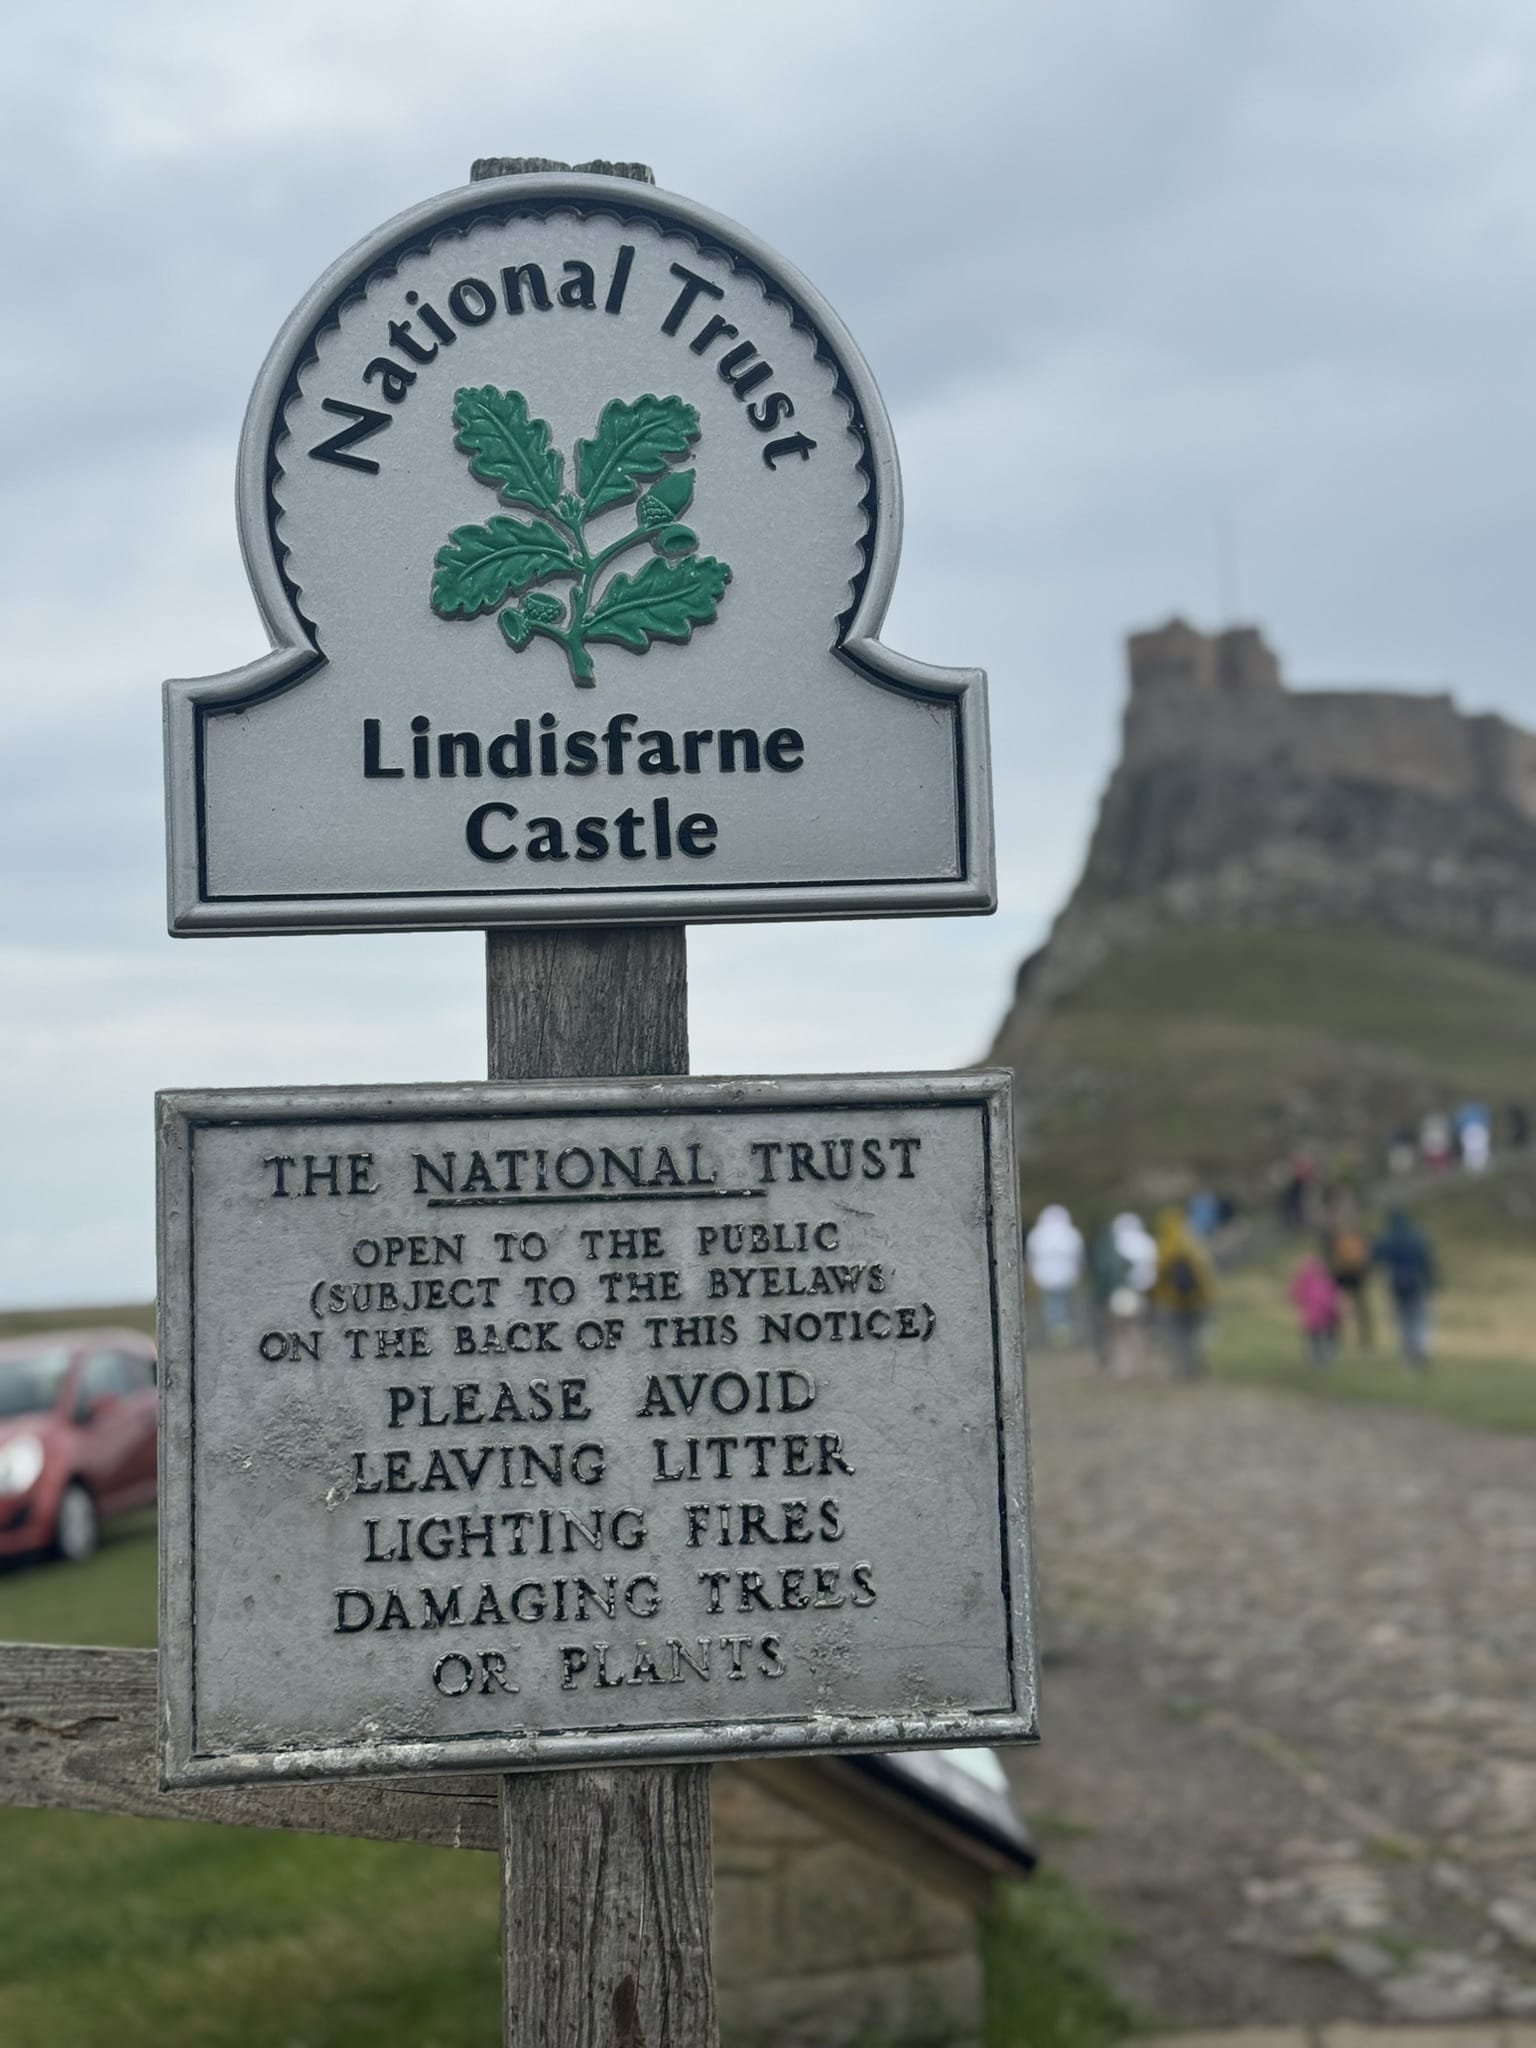 National Trust
Lindisfarne
Castle
THE NATIONAL TRUST
OPEN TO THE PUBLIC
(SUBJECT TO THE BYELAWS
ON THE BACK OF THIS NOTICE)
PLEASE AVOID
LEAVING LITTER
LIGHTING FIRES
DAMAGING TREES
OR PLANTS